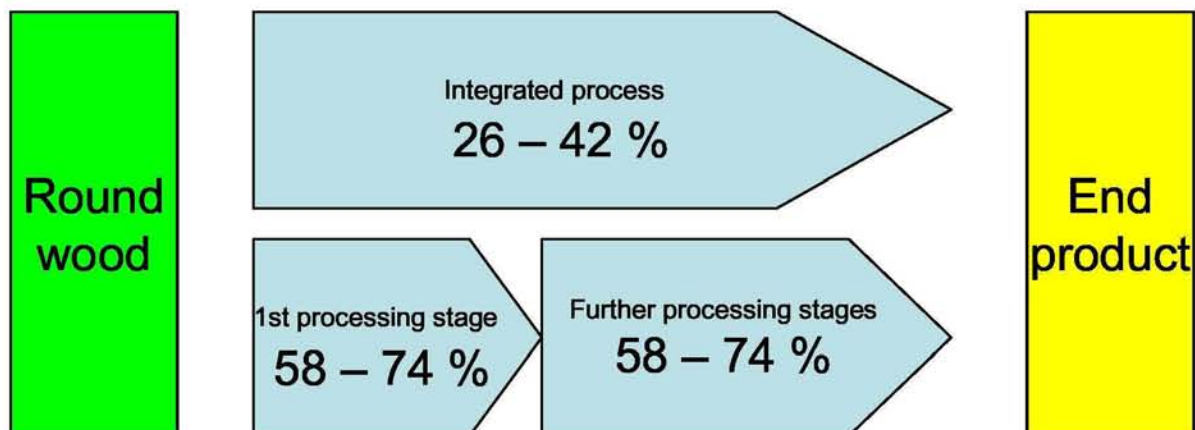 Round
wood
Integrated process
26 – 42 %
1st processing stage
58 – 74 %
Further processing stages
58 – 74 %
End
product